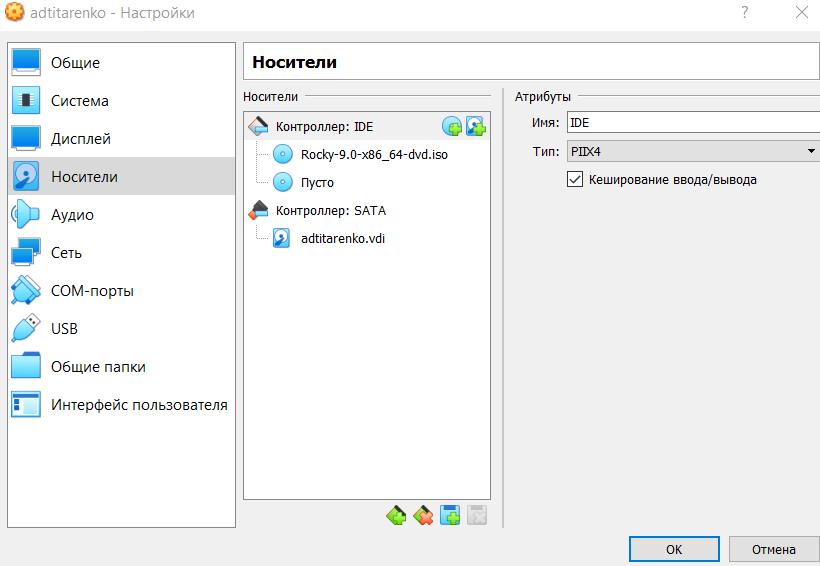 adtitarenko - Настройки
?
Общие
Система
Дисплей
Носители
Аудио
Сеть
COM-порты
USB
Общие папки
Интерфейс пользователя
Носители
Носители
Контроллер: IDE
Rocky-9.0-x86_64-dvd.iso
Пусто
Контроллер: SATA
adtitarenko.vdi
Атрибуты
Имя: IDE
Тип: PIIX4
Кеширование ввода/вывода
OK
Отмена